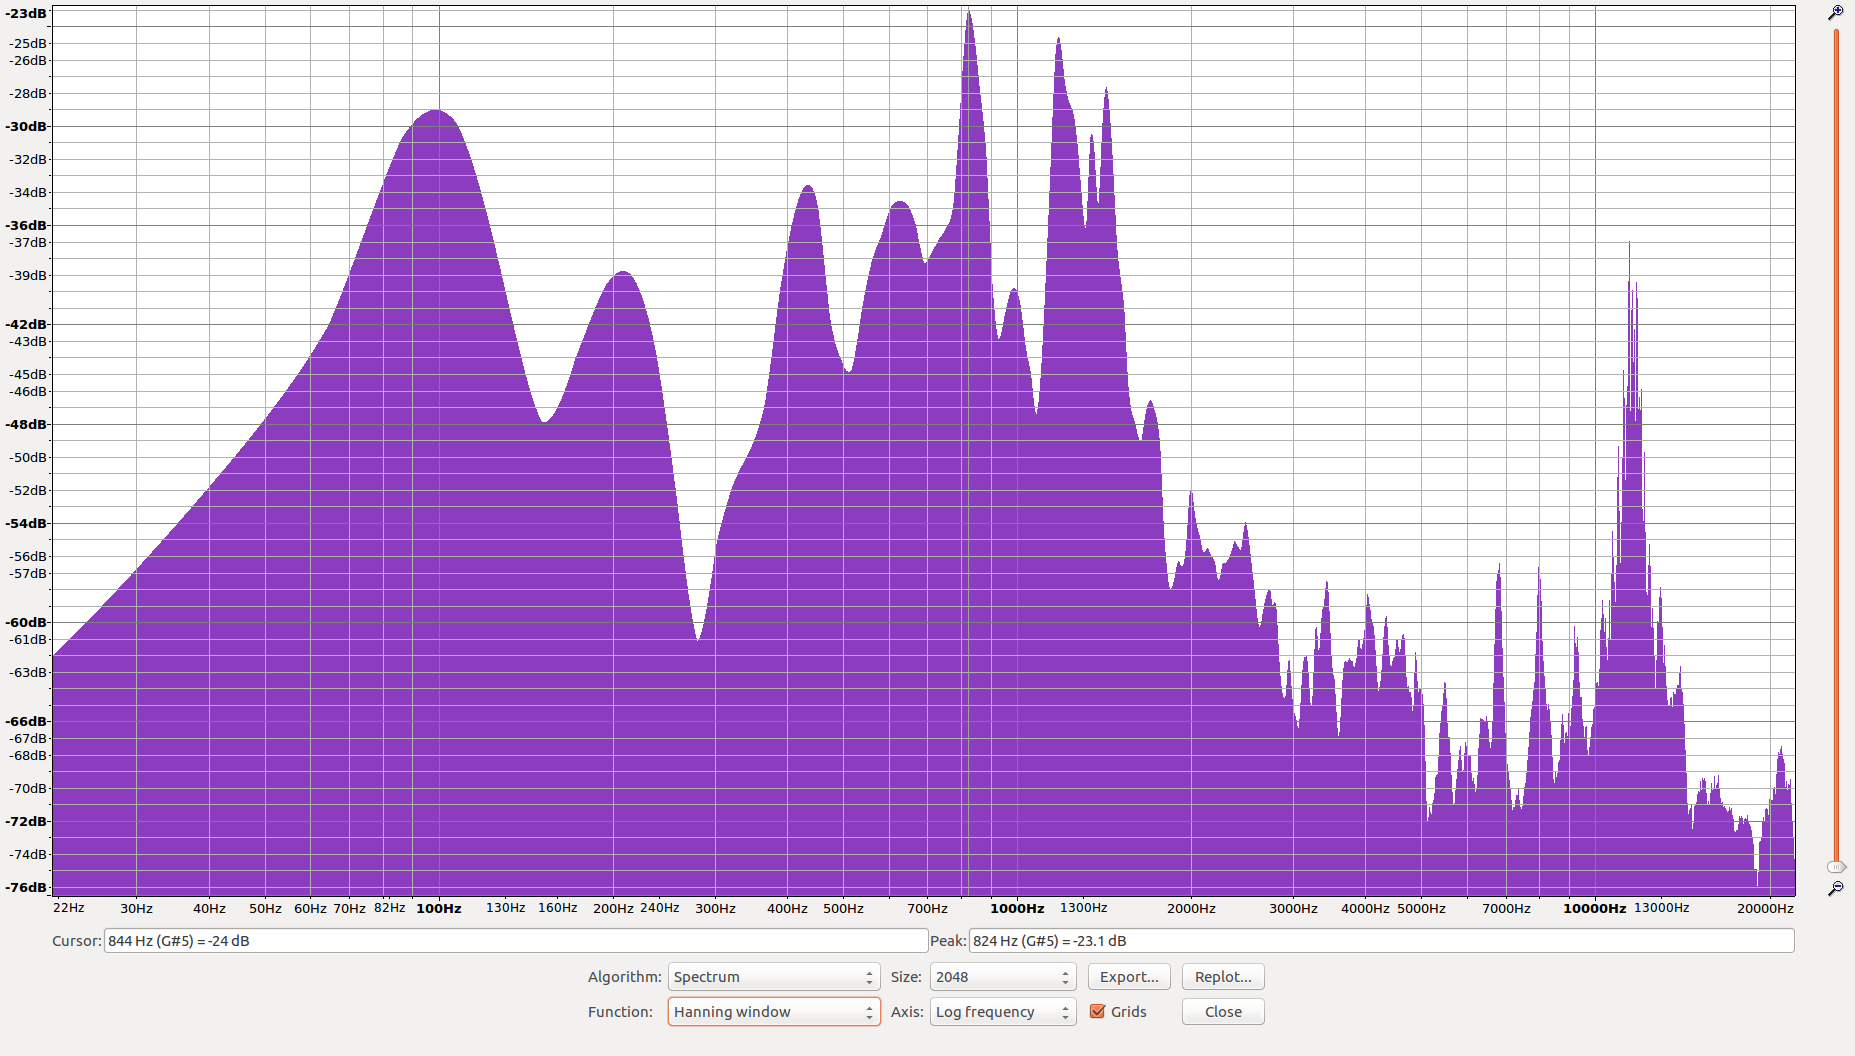 -23dB
-25dB
-26dB
-28dB
-30dB
-32dB
-34dB
-36dB
-37dB
-39dB
-42dB
-43dB
-45dB
-46dB
-48dB
-50dB
-52dB
-54dB
-56dB
-57dB
-60dB
-61dB
-63dB
-66dB
-67dB
-68dB
-70dB
-72dB
-74dB
-76dB
22Hz 30Hz 40Hz 50Hz 60Hz 70Hz 82Hz 100Hz 130Hz 160Hz 200Hz 240Hz 300Hz 400Hz 500Hz 700Hz 1000Hz 1300Hz 2000Hz 3000Hz 4000Hz 5000Hz 7000Hz 10000Hz 13000Hz 20000Hz
Cursor: 844 Hz (G#5) = -24 dB Peak: 824 Hz (G#5) = -23.1 dB
Algorithm: Spectrum Size: 2048 Export... Replot...
Function: Hanning window Axis: Log frequency Grids Close